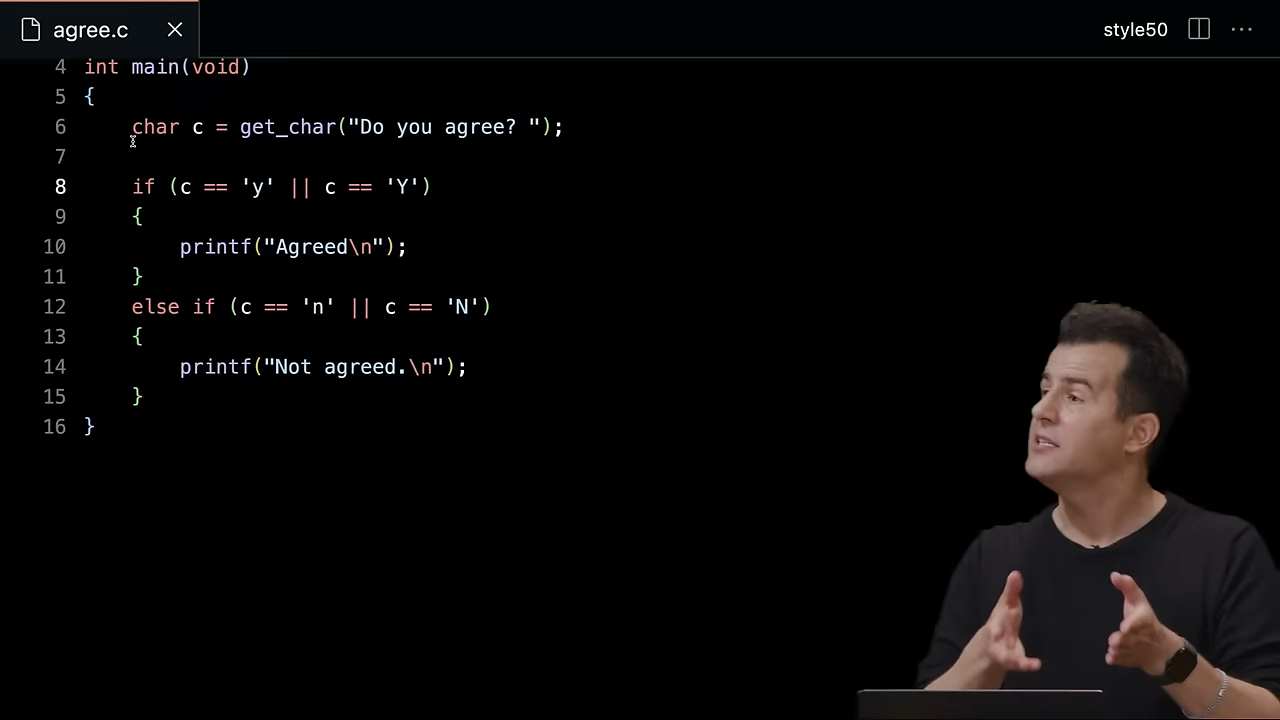 agree.c
style50
4 int main(void)
5 {
6     char c = get_char("Do you agree? ");
7
8     if (c == 'y' || c == 'Y')
9     {
10         printf("Agreed\n");
11     }
12     else if (c == 'n' || c == 'N')
13     {
14         printf("Not agreed.\n");
15     }
16 }